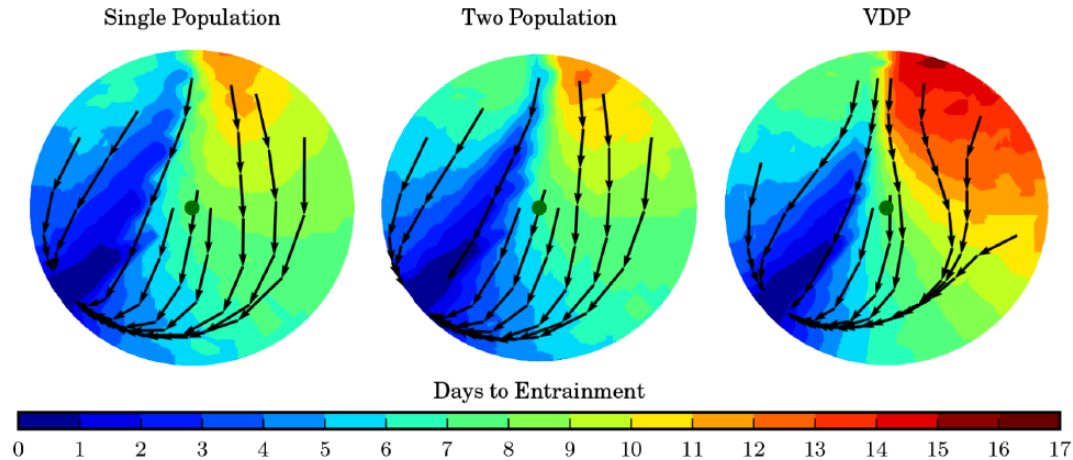 Single Population Two Population VDP
Days to Entrainment
0 1 2 3 4 5 6 7 8 9 10 11 12 13 14 15 16 17